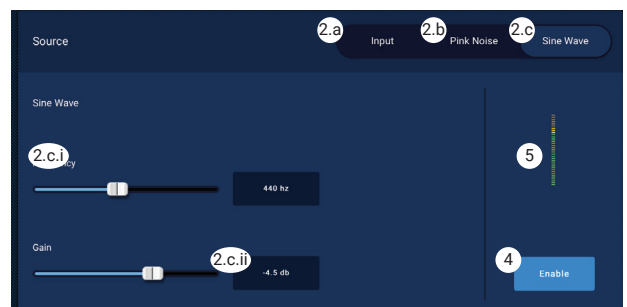 Source
2.a
Input
2.b
Pink Noise
2.c
Sine Wave
Sine Wave
2.c.i
440 hz
5
Gain
2.c.ii
-4.5 db
4
Enable